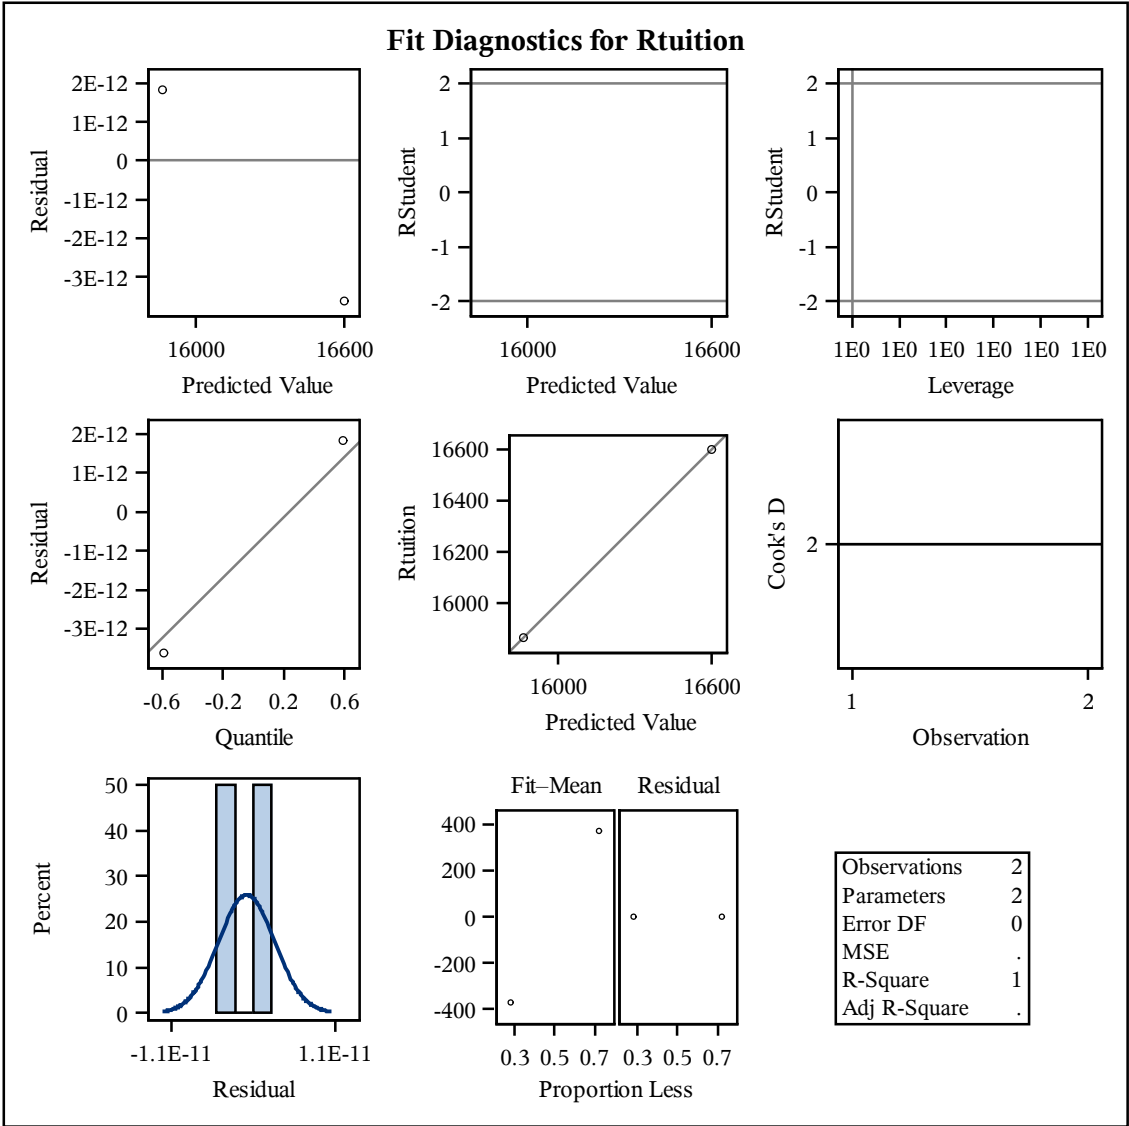 Fit Diagnostics for Rtuition
2E-12
1E-12
0
-1E-12
-2E-12
-3E-12
Residual
16000 16600
Predicted Value
2
1
0
-1
-2
RStudent
16000 16600
Predicted Value
2
1
0
-1
-2
RStudent
1E0 1E0 1E0 1E0 1E0 1E0
Leverage
2E-12
1E-12
0
-1E-12
-2E-12
-3E-12
Residual
-0.6 -0.2 0.2 0.6
Quantile
16600
16400
16200
16000
Rtuition
16000 16600
Predicted Value
2
Cook's D
1 2
Observation
50
40
30
20
10
0
Percent
-1.1E-11 1.1E-11
Residual
Fit–Mean Residual
400
200
0
-200
-400
0.3 0.5 0.7 0.3 0.5 0.7
Proportion Less
Observations 2
Parameters 2
Error DF 0
MSE .
R-Square 1
Adj R-Square .